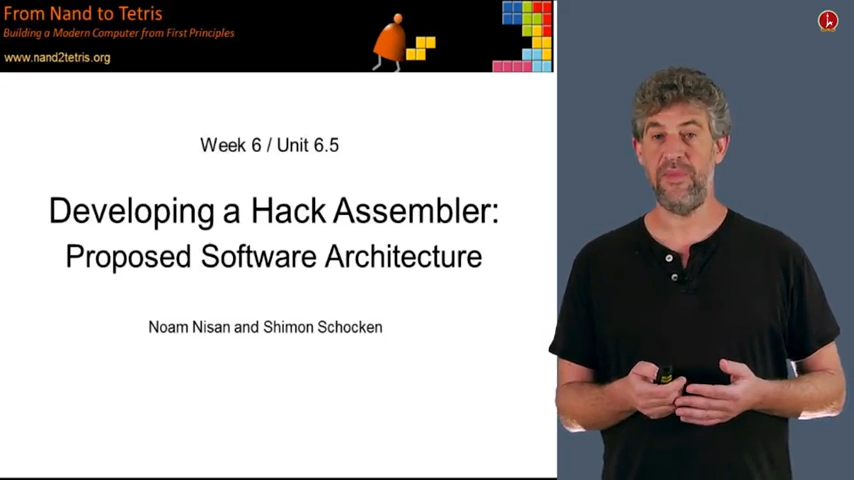 From Nand to Tetris
Building a Modern Computer from First Principles
www.nand2tetris.org
Week 6 / Unit 6.5
Developing a Hack Assembler:
Proposed Software Architecture
Noam Nisan and Shimon Schocken